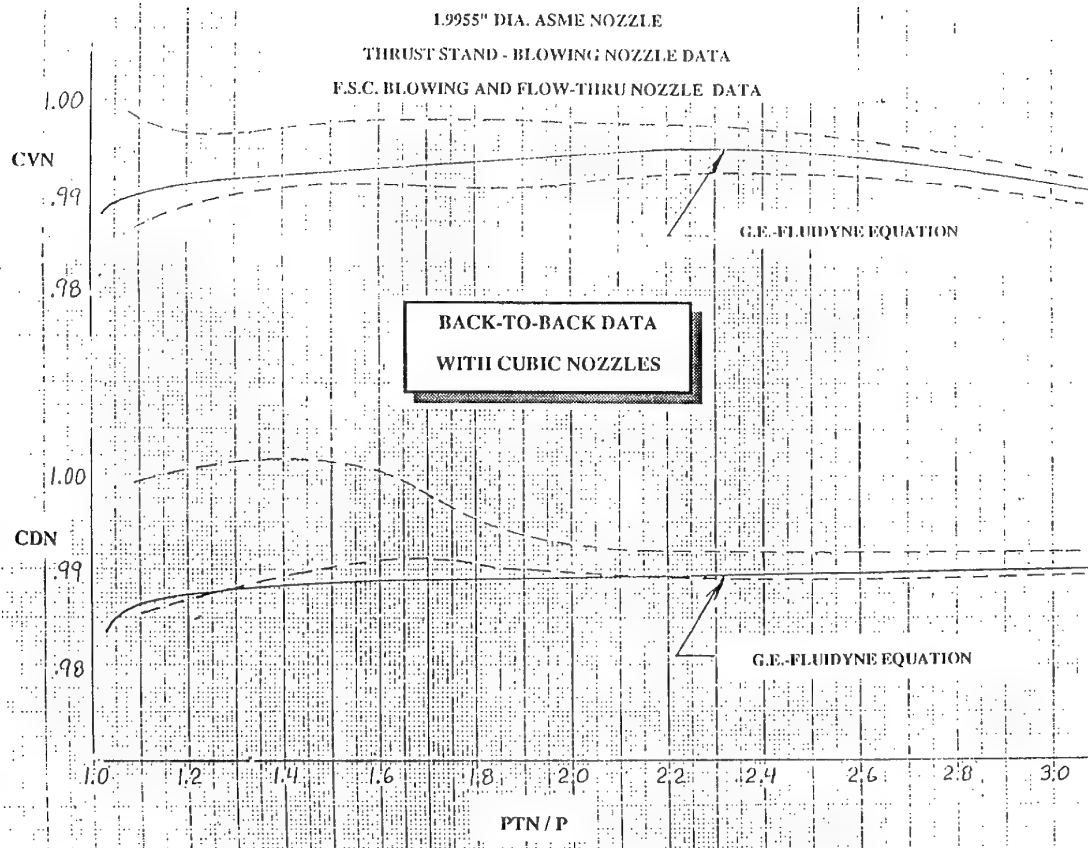 1.9955" DIA. ASME NOZZLE
THRUST STAND - BLOWING NOZZLE DATA
F.S.C. BLOWING AND FLOW-THRU NOZZLE DATA
1.00
CVN
.99
G.E.-FLUIDYNE EQUATION
.98
BACK-TO-BACK DATA
WITH CUBIC NOZZLES
1.00
CDN
.99
G.E.-FLUIDYNE EQUATION
.98
1.0 1.2 1.4 1.6 1.8 2.0 2.2 2.4 2.6 2.8 3.0
PTN / P